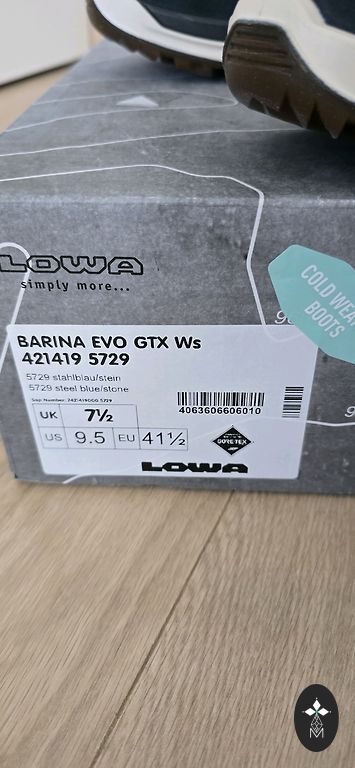 LOWA
simply more...
COLD WEA
BOOTS
BARINA EVO GTX Ws
421419 5729
5729 stahlblau/stein
5729 steel blue/stone
4063606606010
UK 7½
US 9.5 EU 41½
GORE-TEX
LOWA
M